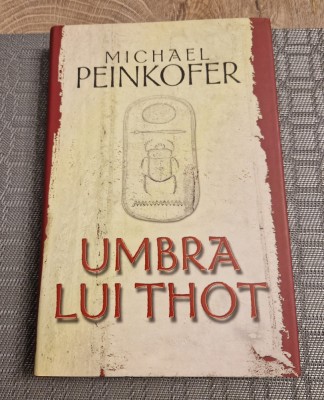 MICHAEL
PEINKOFER
UMBRA
LUI THOT